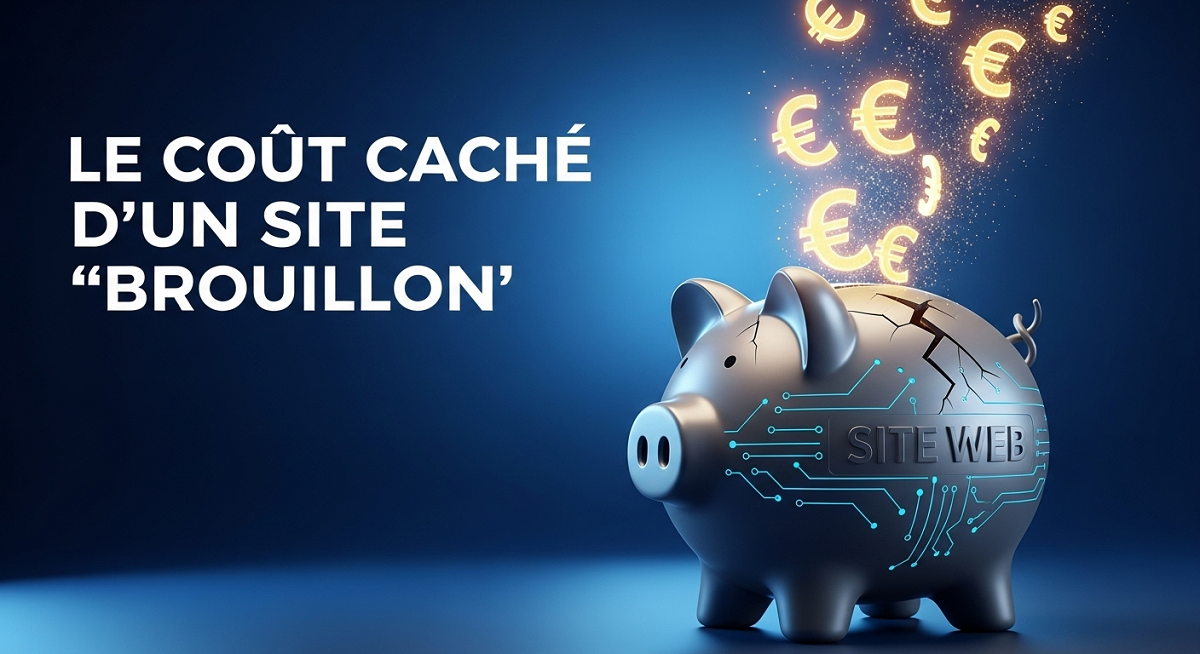 LE COÛT CACHÉ
D’UN SITE
“BROUILLON’
SITE WEB
€
€
€
€
€
€
€
€
€
€